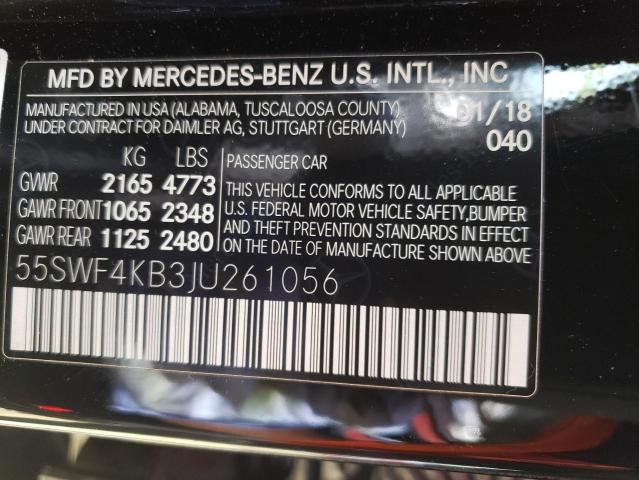 MFD BY MERCEDES-BENZ U.S. INTL., INC
MANUFACTURED IN USA (ALABAMA, TUSCALOOSA COUNTY) 01/18
UNDER CONTRACT FOR DAIMLER AG, STUTTGART (GERMANY) 040
KG LBS
GVWR 2165 4773
GAWR FRONT 1065 2348
GAWR REAR 1125 2480
PASSENGER CAR
THIS VEHICLE CONFORMS TO ALL APPLICABLE
U.S. FEDERAL MOTOR VEHICLE SAFETY,BUMPER
AND THEFT PREVENTION STANDARDS IN EFFECT
ON THE DATE OF MANUFACTURE SHOWN ABOVE
55SWF4KB3JU261056